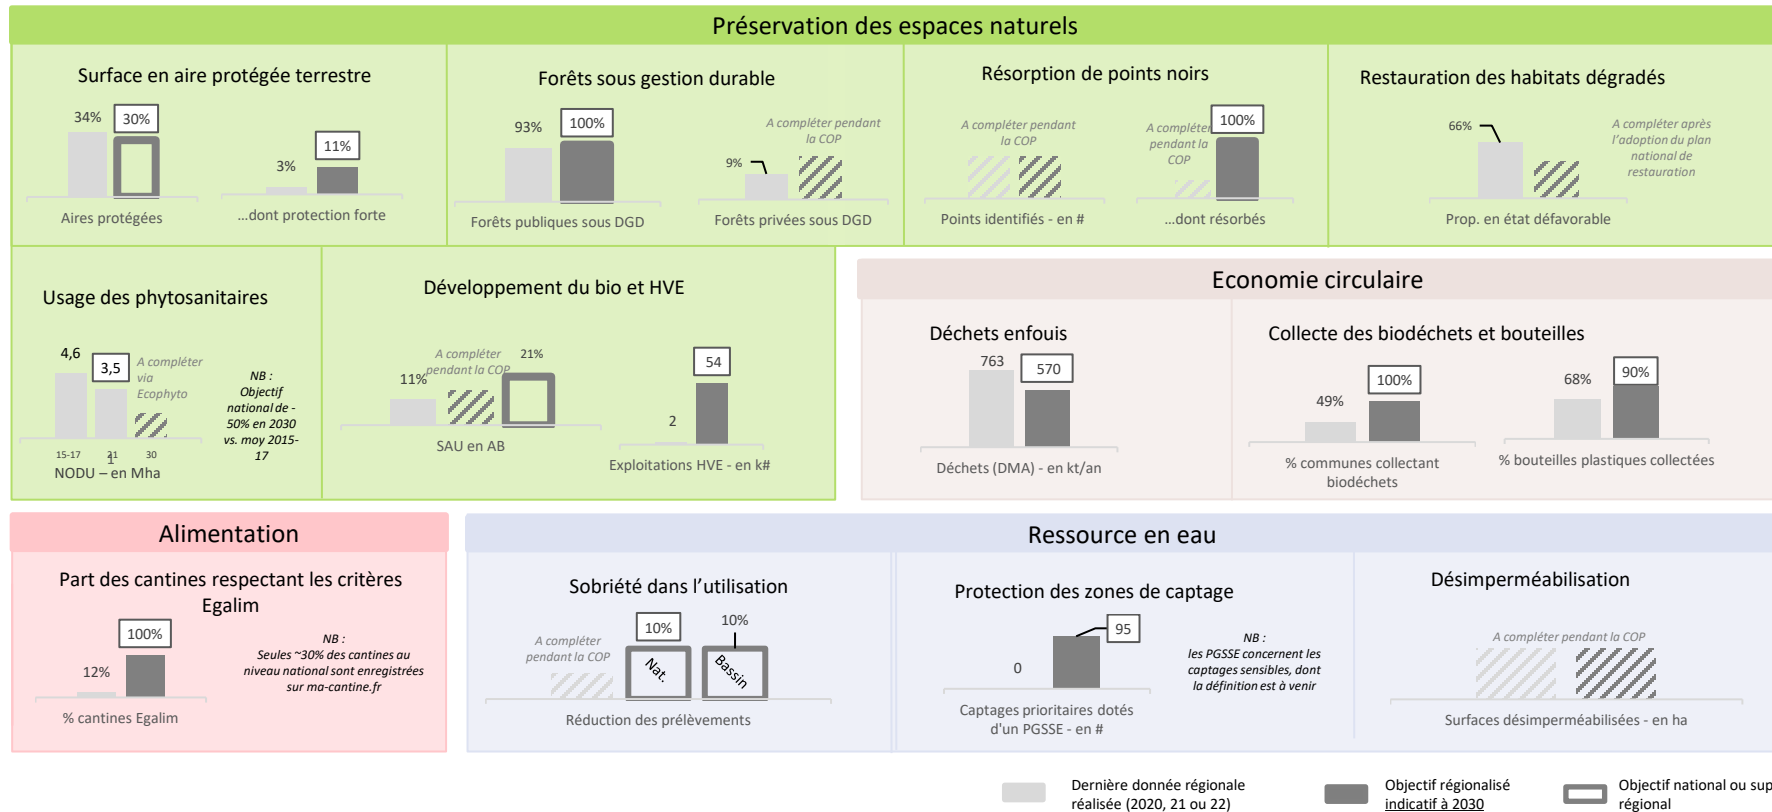 Préservation des espaces naturels
Surface en aire protégée terrestre
34%
30%
Aires protégées
3%
11%
...dont protection forte
Forêts sous gestion durable
93%
100%
Forêts publiques sous DGD
9%
A compléter pendant
la COP
Forêts privées sous DGD
Résorption de points noirs
A compléter pendant
la COP
Points identifiés - en #
A compléter
pendant la
COP
100%
...dont résorbés
Restauration des habitats dégradés
66%
A compléter après
l'adoption du plan
national de
restauration
Prop. en état défavorable
Usage des phytosanitaires
4,6
3,5
A compléter
via
Ecophyto
15-17
21
30
1
NODU – en Mha
NB :
Objectif
national de -
50% en 2030
vs. moy 2015-
17
Développement du bio et HVE
11%
A compléter
pendant la COP
21%
SAU en AB
2
54
Exploitations HVE - en k#
Economie circulaire
Déchets enfouis
763
570
Déchets (DMA) - en kt/an
Collecte des biodéchets et bouteilles
49%
100%
% communes collectant
biodéchets
68%
90%
% bouteilles plastiques collectées
Alimentation
Part des cantines respectant les critères
Egalim
12%
100%
% cantines Egalim
NB :
Seules ~30% des cantines au
niveau national sont enregistrées
sur ma-cantine.fr
Ressource en eau
Sobriété dans l'utilisation
A compléter
pendant la COP
10%
Nat.
10%
Bassin
Réduction des prélèvements
Protection des zones de captage
0
95
Captages prioritaires dotés
d'un PGSSE - en #
NB :
les PGSSE concernent les
captages sensibles, dont
la définition est à venir
Désimperméabilisation
A compléter pendant la COP
Surfaces désimperméabilisées - en ha
Dernière donnée régionale
réalisée (2020, 21 ou 22)
Objectif régionalisé
indicatif à 2030
Objectif national ou sup
régional